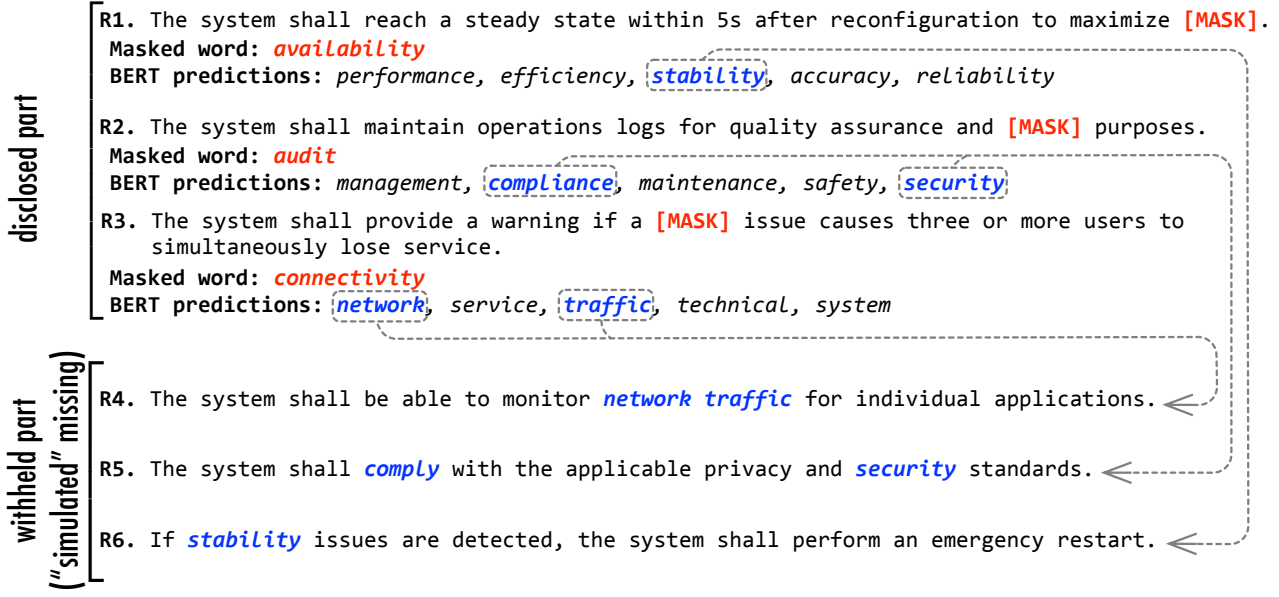 disclosed part
R1. The system shall reach a steady state within 5s after reconfiguration to maximize [MASK].
Masked word: availability
BERT predictions: performance, efficiency, stability, accuracy, reliability
R2. The system shall maintain operations logs for quality assurance and [MASK] purposes.
Masked word: audit
BERT predictions: management, compliance, maintenance, safety, security
R3. The system shall provide a warning if a [MASK] issue causes three or more users to
simultaneously lose service.
Masked word: connectivity
BERT predictions: network, service, traffic, technical, system
withheld part
("simulated" missing)
R4. The system shall be able to monitor network traffic for individual applications.
R5. The system shall comply with the applicable privacy and security standards.
R6. If stability issues are detected, the system shall perform an emergency restart.